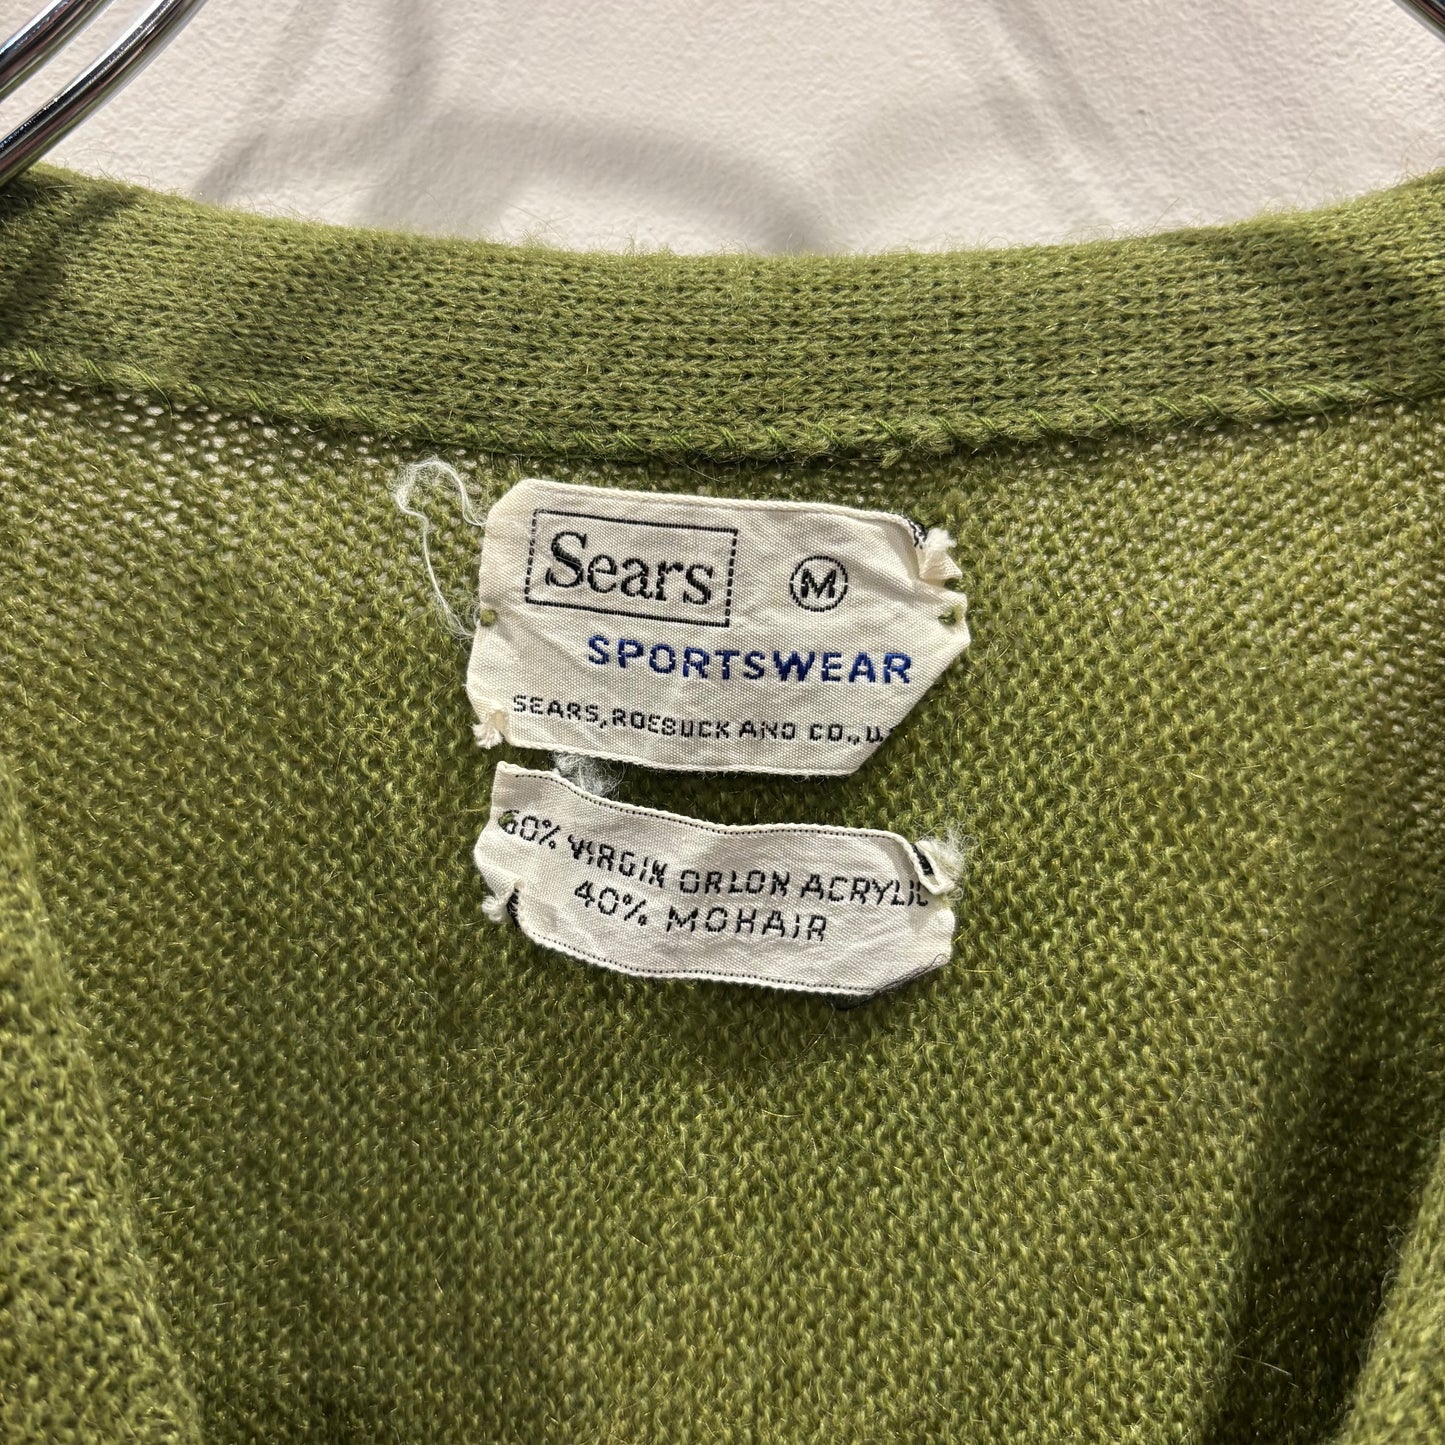 Sears M
SPORTSWEAR
SEARS, ROEBUCK AND CO., U.
60% VIRGIN ORLON ACRYLIC
40% MOHAIR